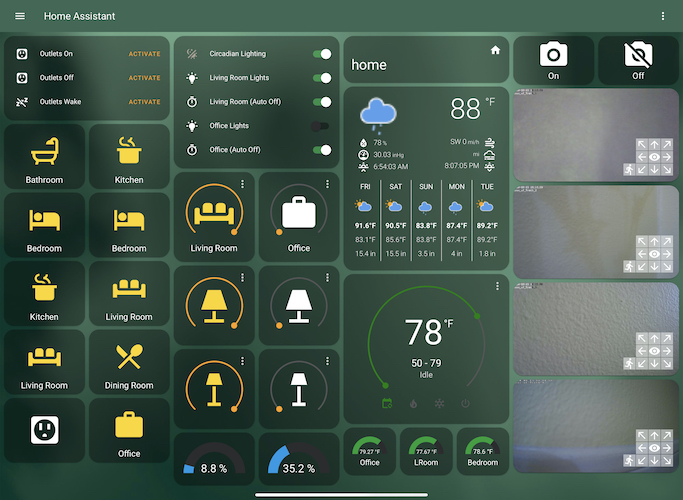 Home Assistant
Outlets On ACTIVATE
Outlets Off ACTIVATE
Outlets Wake ACTIVATE
Bathroom
Kitchen
Bedroom
Bedroom
Kitchen
Living Room
Living Room
Dining Room
Office
Circadian Lighting
Living Room Lights
Living Room (Auto Off)
Office Lights
Office (Auto Off)
Living Room
Office
8.8 %
35.2 %
home
88 °F
78 % SW 0 mi/h
30.03 inHg mi
6:54:03 AM 8:07:05 PM
FRI SAT SUN MON TUE
91.6°F 90.5°F 83.8°F 87.4°F 89.2°F
83.1°F 85.6°F 83.8°F 87.4°F 89.2°F
15.4 in 15.5 in 3.5 in 4 in 1.8 in
78 °F
50 - 79
Idle
79.27 °F
Office
77.67 °F
LRoom
78.6 °F
Bedroom
On
Off